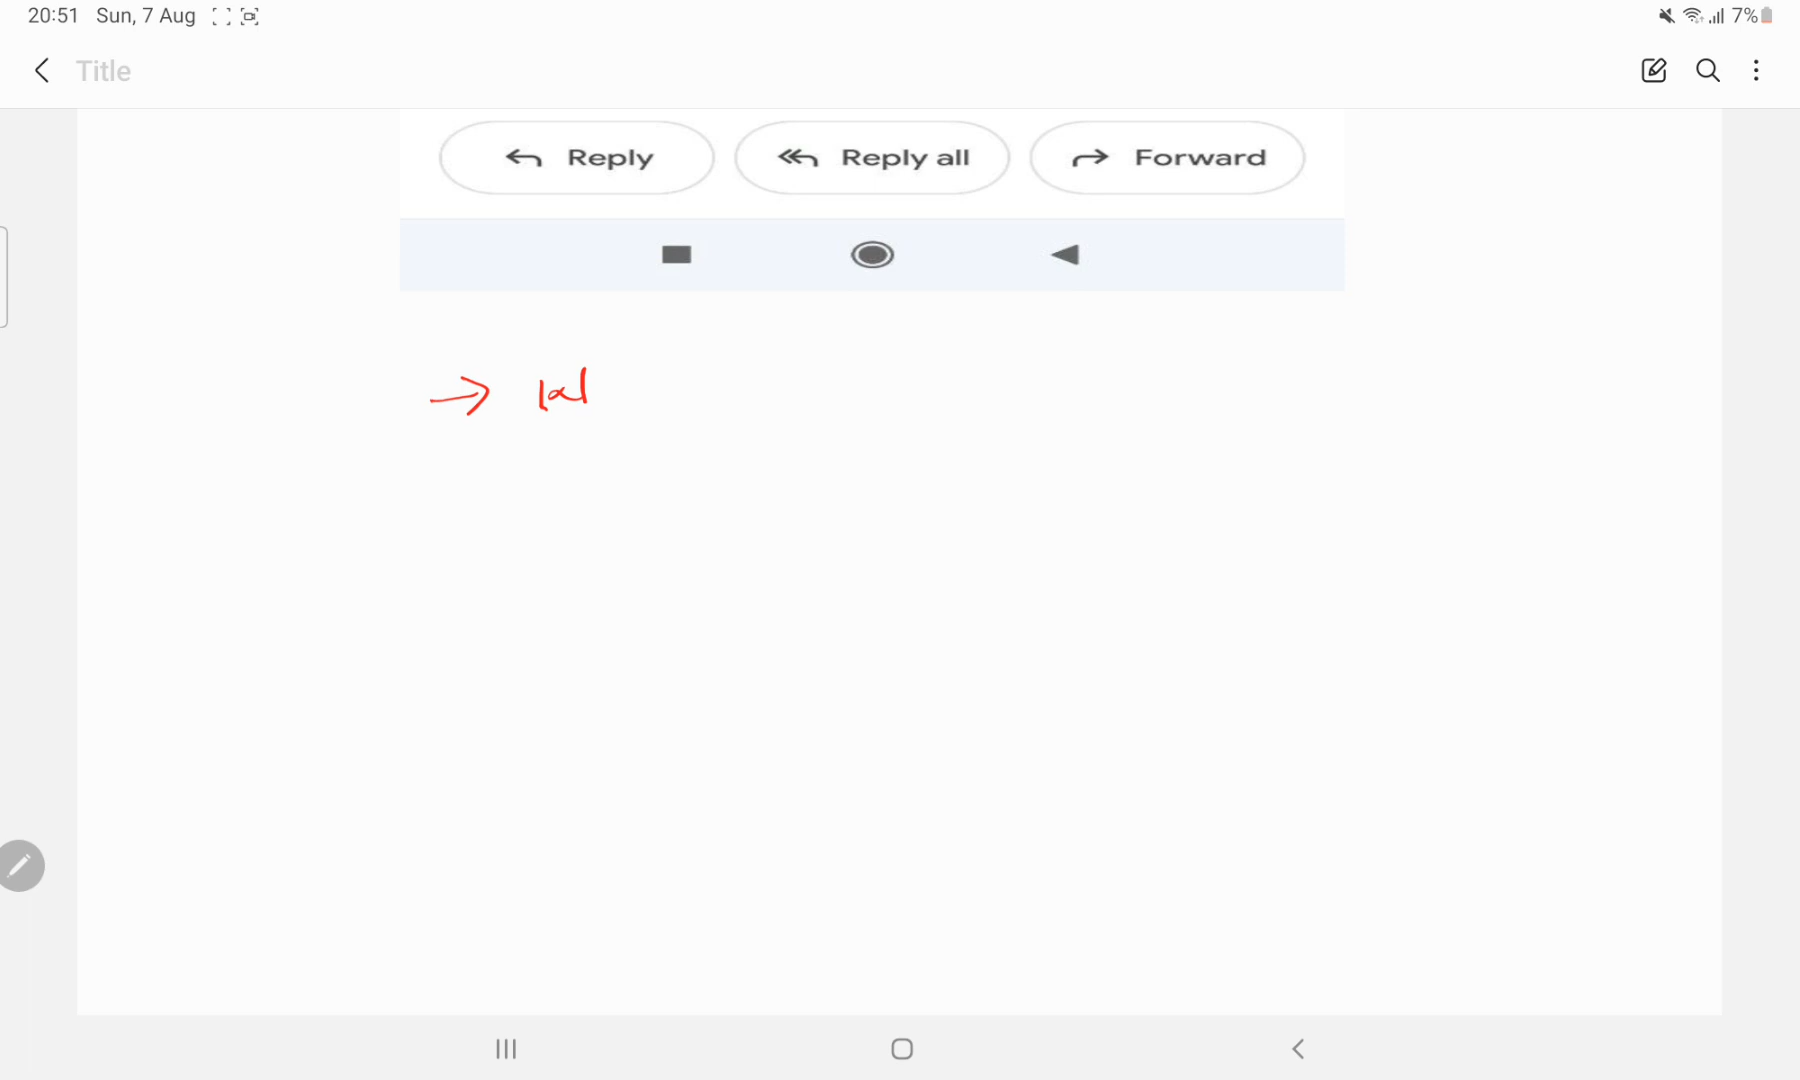 20:51 Sun, 7 Aug 7%
Title
Reply Reply all Forward
→ |x|